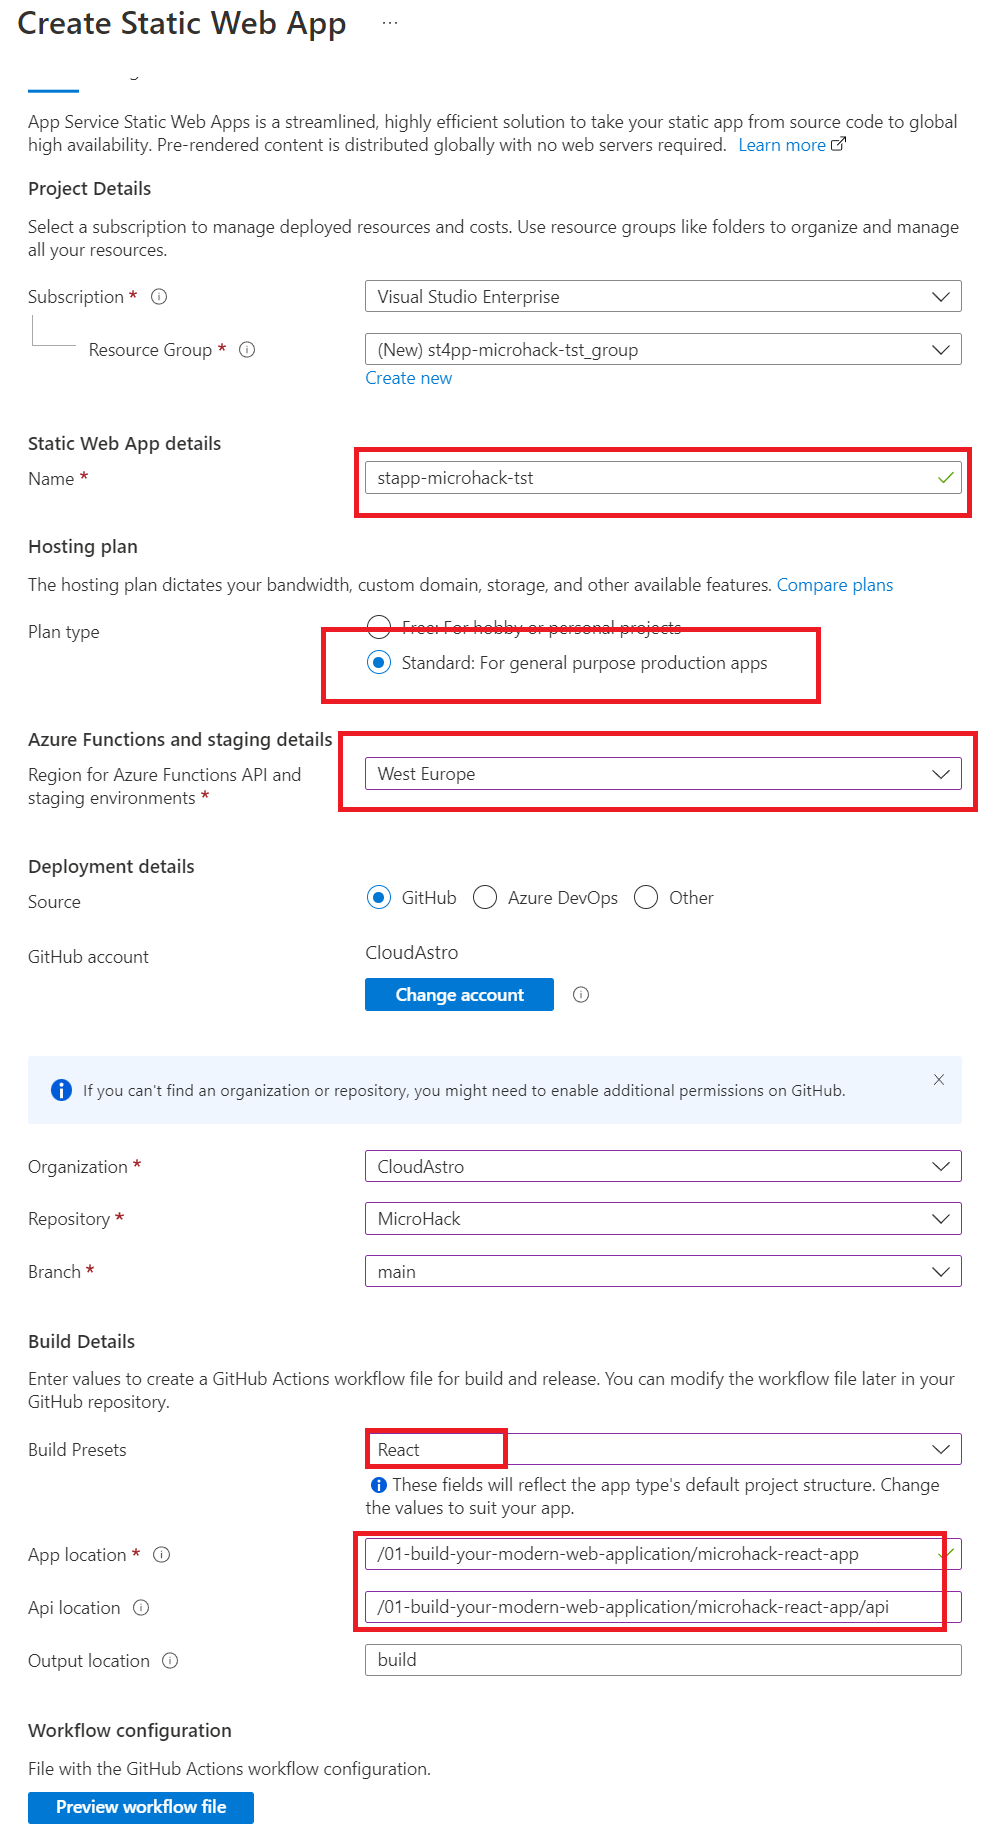 Create Static Web App
...
App Service Static Web Apps is a streamlined, highly efficient solution to take your static app from source code to global
high availability. Pre-rendered content is distributed globally with no web servers required. Learn more
Project Details
Select a subscription to manage deployed resources and costs. Use resource groups like folders to organize and manage
all your resources.
Subscription *
Visual Studio Enterprise
Resource Group *
(New) st4pp-microhack-tst_group
Create new
Static Web App details
Name *
stapp-microhack-tst
Hosting plan
The hosting plan dictates your bandwidth, custom domain, storage, and other available features. Compare plans
Plan type
Free: For hobby or personal projects
Standard: For general purpose production apps
Azure Functions and staging details
Region for Azure Functions API and
staging environments *
West Europe
Deployment details
Source
GitHub Azure DevOps Other
GitHub account
CloudAstro
Change account
If you can't find an organization or repository, you might need to enable additional permissions on GitHub.
Organization *
CloudAstro
Repository *
MicroHack
Branch *
main
Build Details
Enter values to create a GitHub Actions workflow file for build and release. You can modify the workflow file later in your
GitHub repository.
Build Presets
React
These fields will reflect the app type's default project structure. Change
the values to suit your app.
App location *
/01-build-your-modern-web-application/microhack-react-app
Api location
/01-build-your-modern-web-application/microhack-react-app/api
Output location
build
Workflow configuration
File with the GitHub Actions workflow configuration.
Preview workflow file